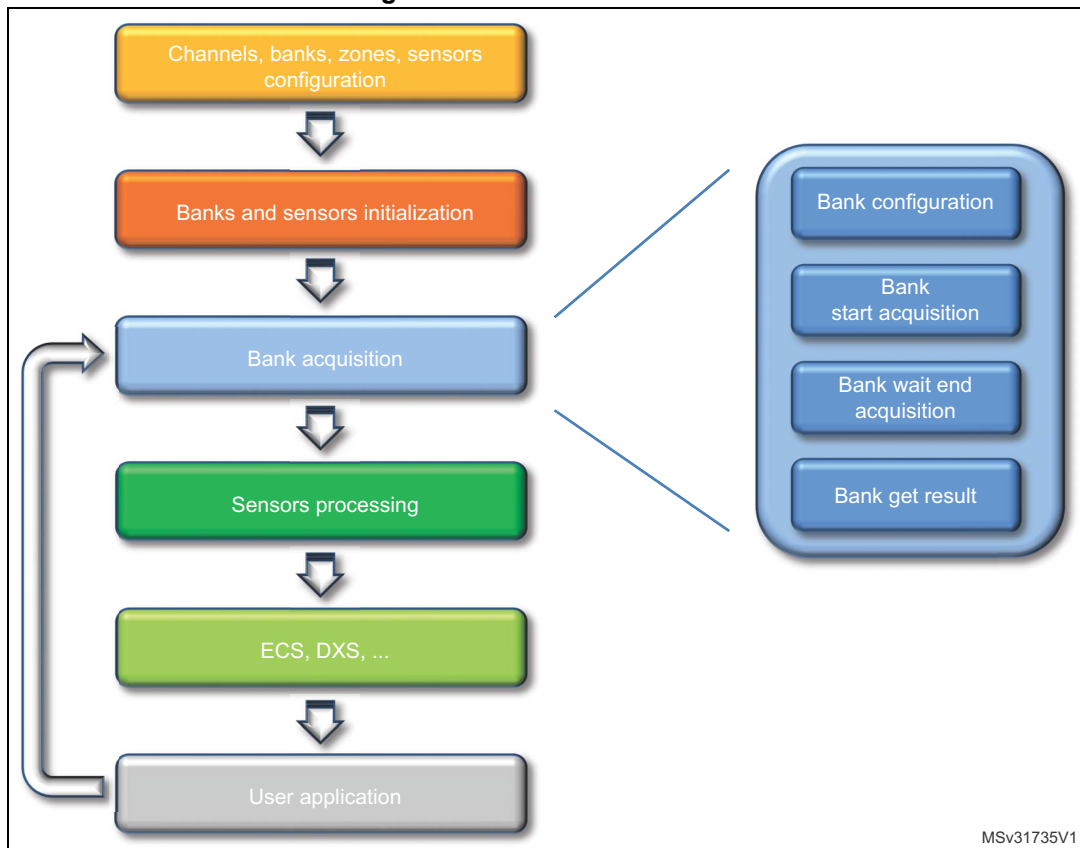 Channels, banks, zones, sensors
configuration
Banks and sensors initialization
Bank acquisition
Sensors processing
ECS, DXS, ...
User application
Bank configuration
Bank
start acquisition
Bank wait end
acquisition
Bank get result
MSv31735V1